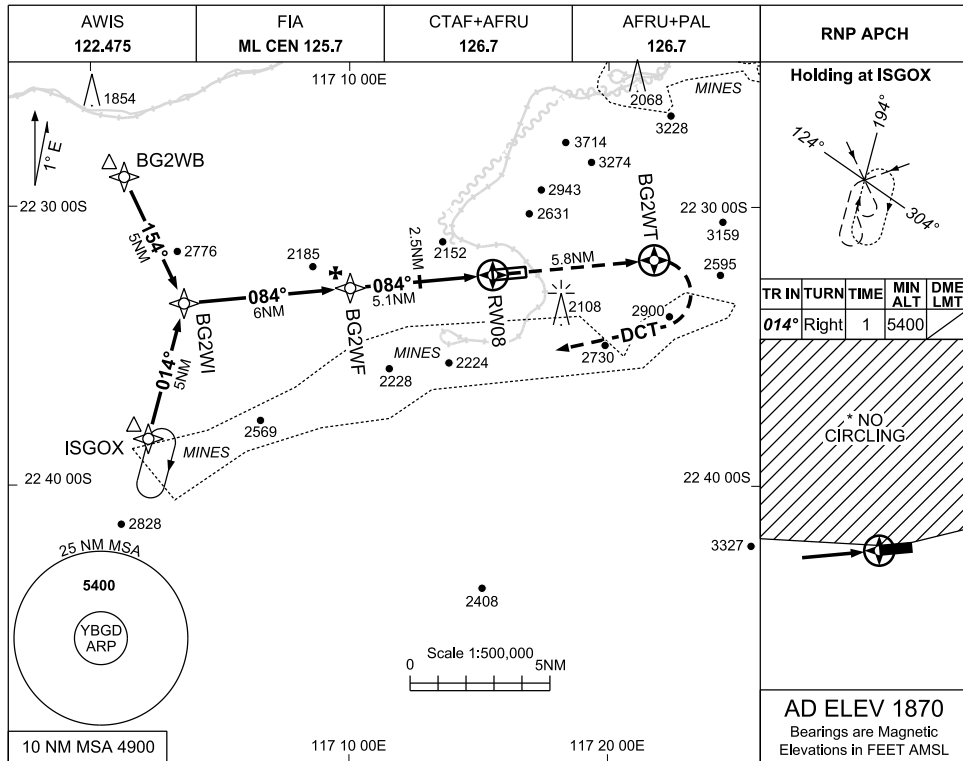 AWIS
122.475
FIA
ML CEN 125.7
CTAF+AFRU
126.7
AFRU+PAL
126.7
RNP APCH
117 10 00E
1854
1° E
BG2WB
22 30 00S
154°
5NM
2776
2185
084°
6NM
BG2WI
014°
5NM
ISGOX
MINES
2569
22 40 00S
2828
BG2WF
2.5NM
084°
5.1NM
2152
RW08
5.8NM
BG2WT
2068
MINES
3228
3714
3274
2943
2631
22 30 00S
3159
2595
2108
2900
DCT
2730
MINES
2224
2228
22 40 00S
3327
2408
25 NM MSA
5400
YBGD
ARP
10 NM MSA 4900
Scale 1:500,000
0 5NM
117 10 00E
117 20 00E
Holding at ISGOX
194°
124°
304°
TR IN TURN TIME MIN ALT DME LMT
014° Right 1 5400
* NO
CIRCLING
AD ELEV 1870
Bearings are Magnetic
Elevations in FEET AMSL